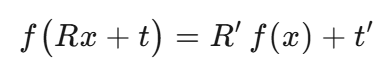 f(Rx + t) = R′ f(x) + t′